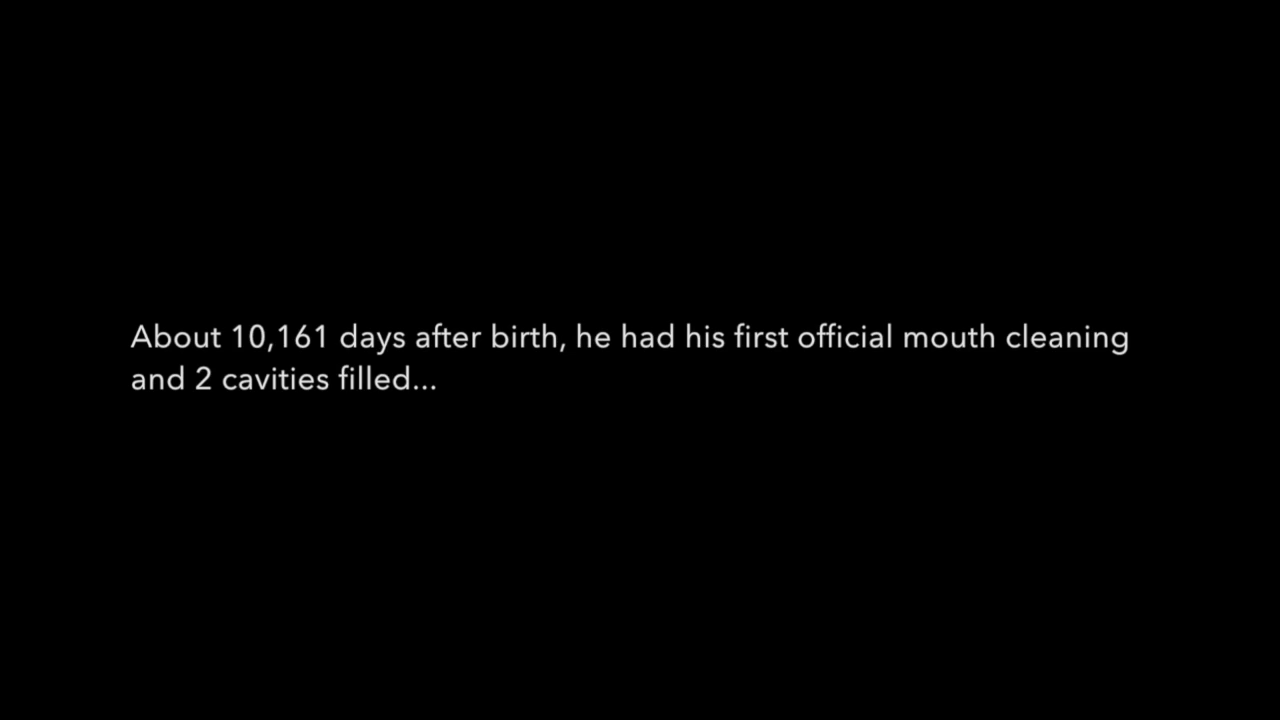 About 10,161 days after birth, he had his first official mouth cleaning
and 2 cavities filled...